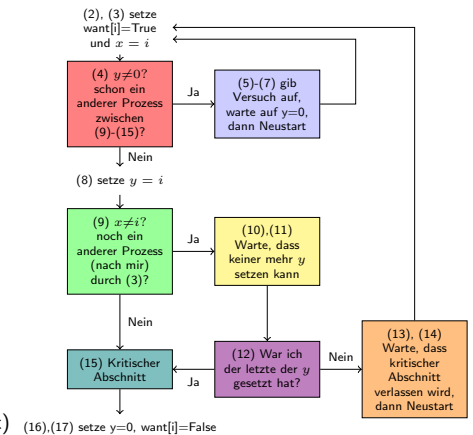 (2), (3) setze
want[i]=True
und x = i
(4) y≠0?
schon ein
anderer Prozess
zwischen
(9)-(15)?
Ja
(5)-(7) gib
Versuch auf,
warte auf y=0,
dann Neustart
Nein
(8) setze y = i
(9) x≠i?
noch ein
anderer Prozess
(nach mir)
durch (3)?
Ja
(10),(11)
Warte, dass
keiner mehr y
setzen kann
Nein
(15) Kritischer
Abschnitt
Ja
(12) War ich
der letzte der y
gesetzt hat?
Nein
(13), (14)
Warte, dass
kritischer
Abschnitt
verlassen wird,
dann Neustart
(16),(17) setze y=0, want[i]=False